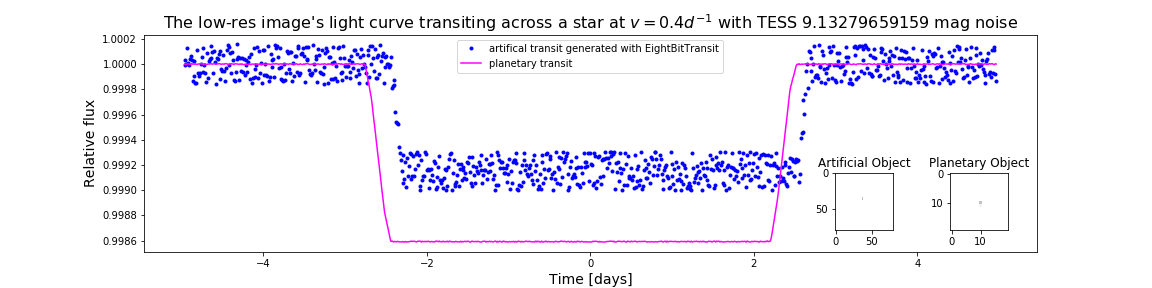 The low-res image's light curve transiting across a star at v = 0.4d⁻¹ with TESS 9.13279659159 mag noise
artifical transit generated with EightBitTransit
planetary transit
Relative flux
1.0002
1.0000
0.9998
0.9996
0.9994
0.9992
0.9990
0.9988
0.9986
Artificial Object
0
50
0 50
Planetary Object
0
10
0 10
−4 −2 0 2 4
Time [days]